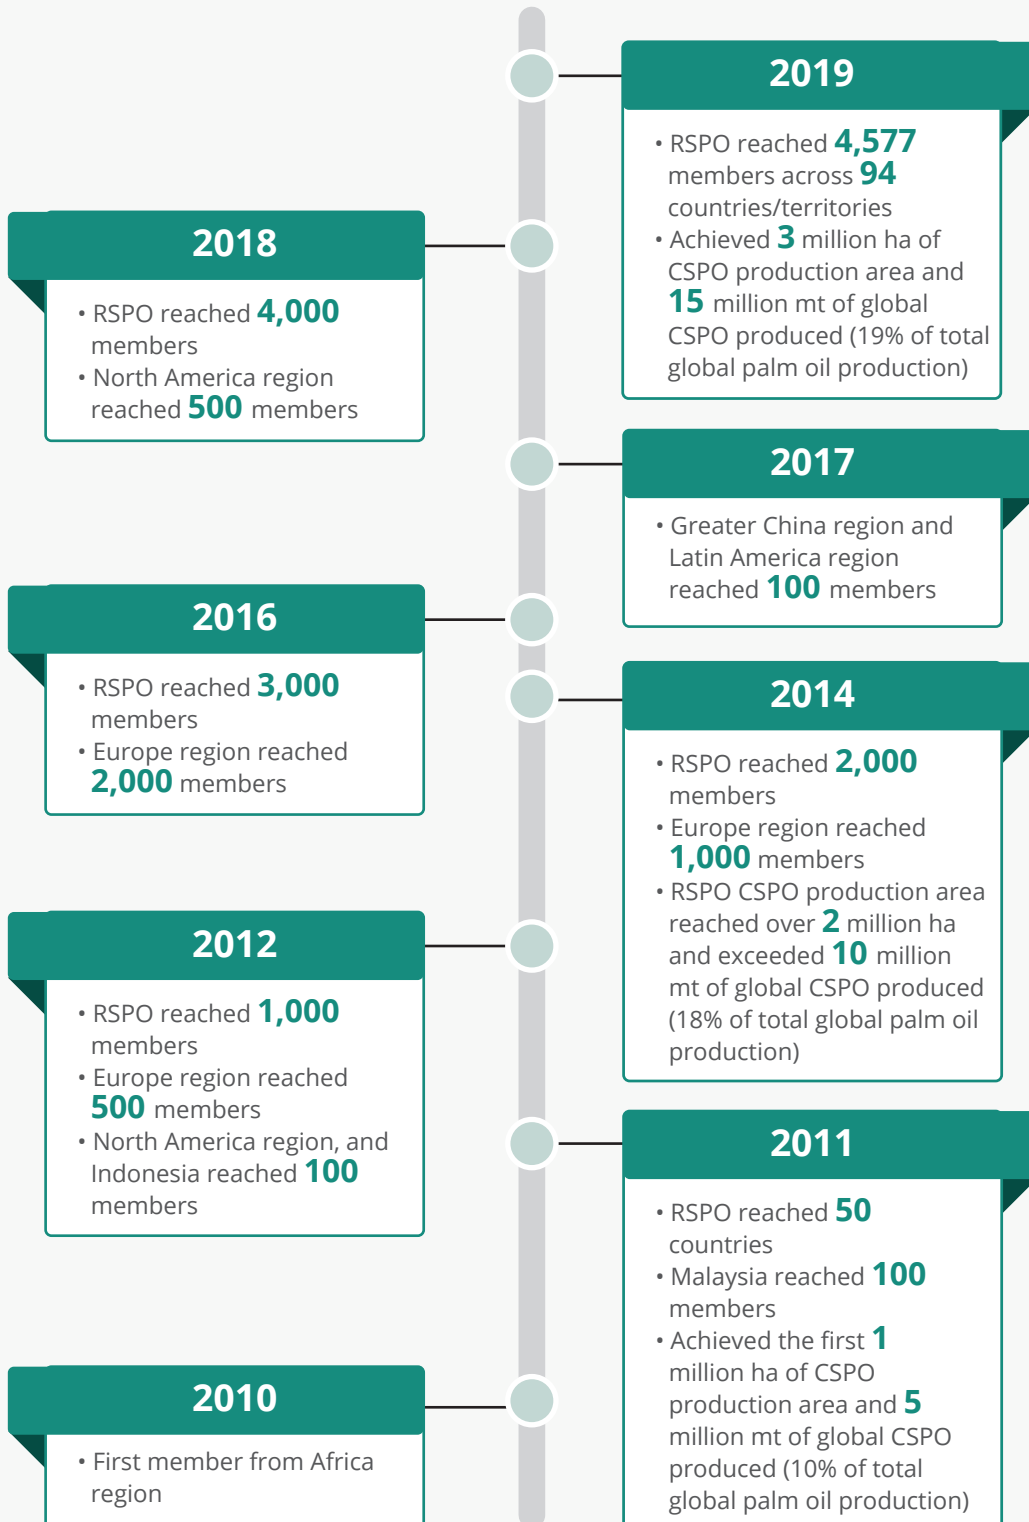 2019
• RSPO reached 4,577
members across 94
countries/territories
• Achieved 3 million ha of
CSPO production area and
15 million mt of global
CSPO produced (19% of total
global palm oil production)
2018
• RSPO reached 4,000
members
• North America region
reached 500 members
2017
• Greater China region and
Latin America region
reached 100 members
2016
• RSPO reached 3,000
members
• Europe region reached
2,000 members
2014
• RSPO reached 2,000
members
• Europe region reached
1,000 members
• RSPO CSPO production area
reached over 2 million ha
and exceeded 10 million
mt of global CSPO produced
(18% of total global palm oil
production)
2012
• RSPO reached 1,000
members
• Europe region reached
500 members
• North America region, and
Indonesia reached 100
members
2011
• RSPO reached 50
countries
• Malaysia reached 100
members
• Achieved the first 1
million ha of CSPO
production area and 5
million mt of global CSPO
produced (10% of total
global palm oil production)
2010
• First member from Africa
region